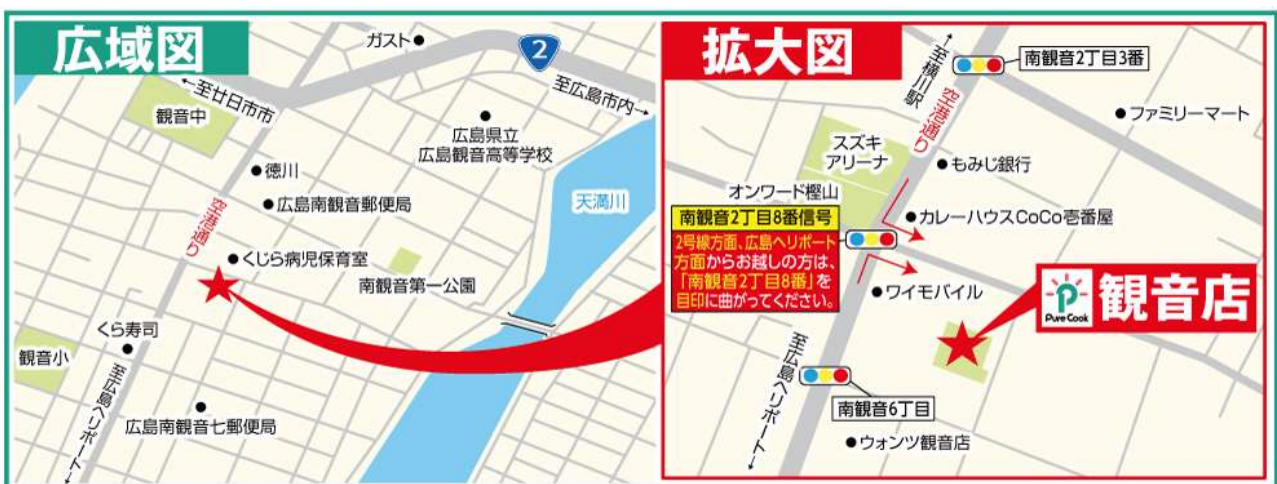 広域図
ガスト
2
←至廿日市市
至広島市内→
観音中
広島県立
広島観音高等学校
徳川
天満川
広島南観音郵便局
空港通り
くじら病児保育室
南観音第一公園
くら寿司
観音小
←至広島ヘリポート
広島南観音七郵便局
拡大図
←至横川駅
南観音2丁目3番
空港通り
ファミリーマート
スズキ
アリーナ
もみじ銀行
オンワード樫山
カレーハウスCoCo壱番屋
南観音2丁目8番信号
2号線方面、広島ヘリポート
方面からお越しの方は、
「南観音2丁目8番」を
目印に曲がってください。
ワイモバイル
Pure Cook
観音店
至広島ヘリポート→
南観音6丁目
ウォンツ観音店